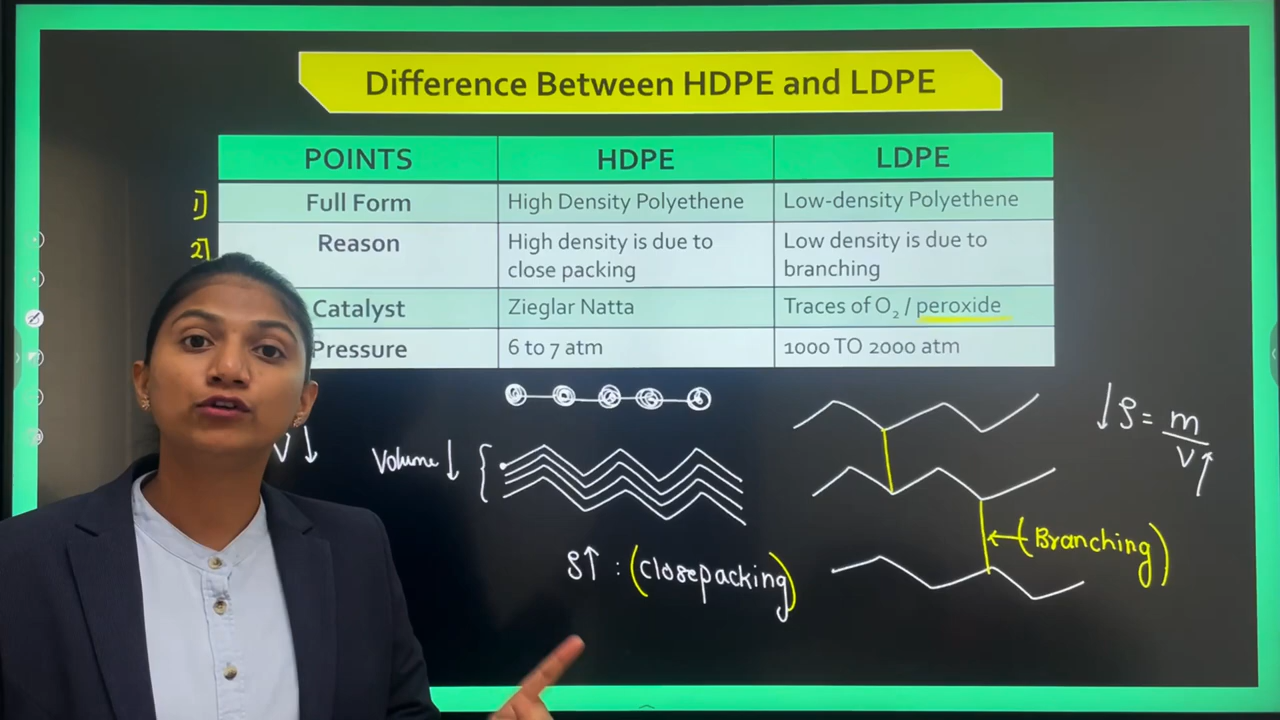 Difference Between HDPE and LDPE
POINTS HDPE LDPE
1] Full Form High Density Polyethene Low-density Polyethene
2] Reason High density is due to close packing Low density is due to branching
Catalyst Zieglar Natta Traces of O₂ / peroxide
Pressure 6 to 7 atm 1000 TO 2000 atm
V↓
Volume↓
↓ρ = m/V↑
ρ↑ : (closepacking)
(Branching)